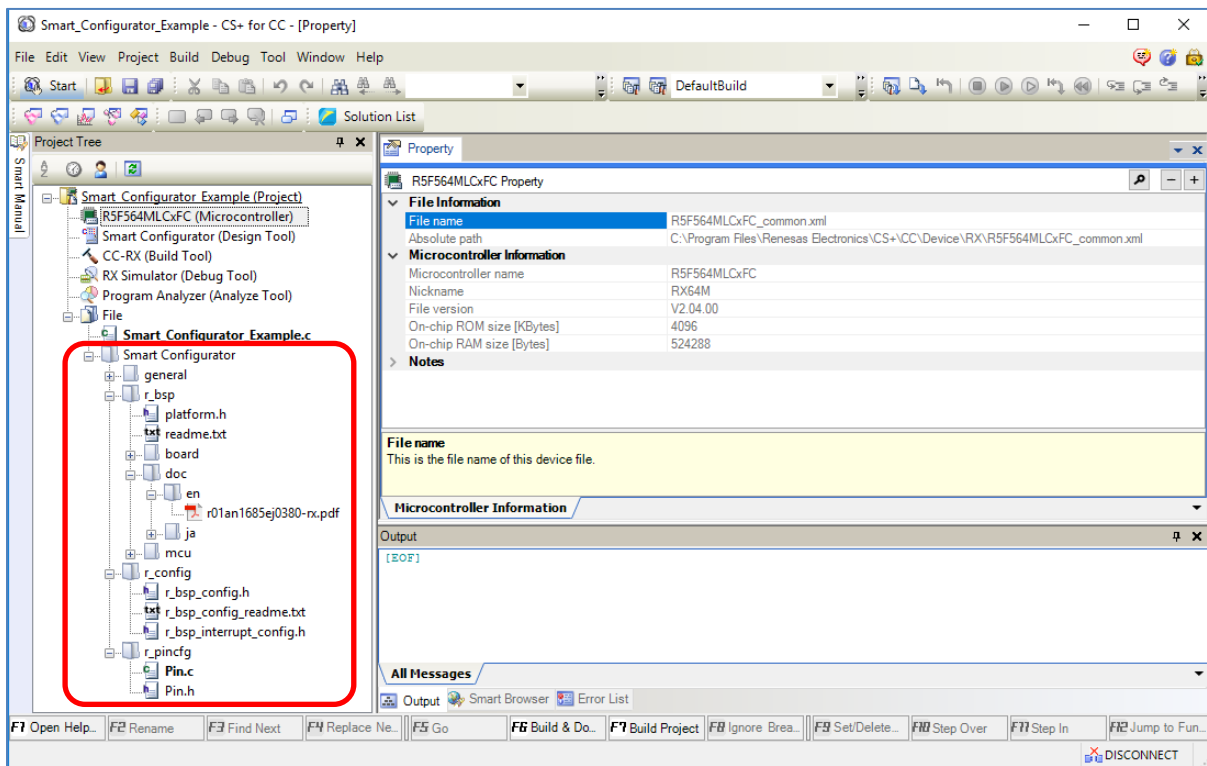 Smart_Configurator_Example - CS+ for CC - [Property]
File Edit View Project Build Debug Tool Window Help
Start DefaultBuild
Solution List
Smart Manual
Project Tree
Smart_Configurator_Example (Project)
R5F564MLCxFC (Microcontroller)
Smart Configurator (Design Tool)
CC-RX (Build Tool)
RX Simulator (Debug Tool)
Program Analyzer (Analyze Tool)
File
Smart_Configurator_Example.c
Smart Configurator
general
r_bsp
platform.h
readme.txt
board
doc
en
r01an1685ej0380-rx.pdf
ja
mcu
r_config
r_bsp_config.h
r_bsp_config_readme.txt
r_bsp_interrupt_config.h
r_pincfg
Pin.c
Pin.h
Property
R5F564MLCxFC Property
File Information
File name R5F564MLCxFC_common.xml
Absolute path C:\Program Files\Renesas Electronics\CS+\CC\Device\RX\R5F564MLCxFC_common.xml
Microcontroller Information
Microcontroller name R5F564MLCxFC
Nickname RX64M
File version V2.04.00
On-chip ROM size [KBytes] 4096
On-chip RAM size [Bytes] 524288
Notes
File name
This is the file name of this device file.
Microcontroller Information
Output
[EOF]
All Messages
Output Smart Browser Error List
F1 Open Help... F2 Rename F3 Find Next F4 Replace Ne... F5 Go F6 Build & Do... F7 Build Project F8 Ignore Brea... F9 Set/Delete... F10 Step Over F11 Step In F12 Jump to Fun...
DISCONNECT